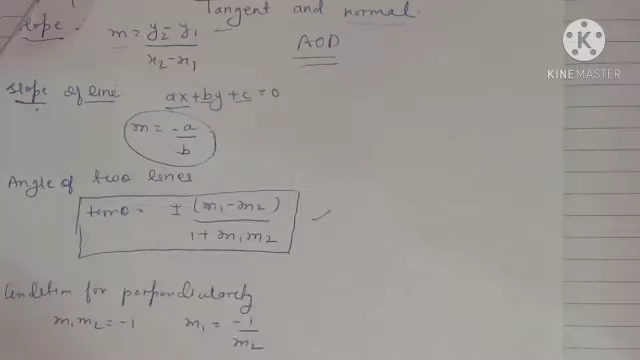 Tangent and normal
slope. m = y₂ - y₁ / x₂ - x₁
AOD
slope of line ax + by + c = 0
m = -a / b
Angle of two lines
tanθ = ± (m₁ - m₂) / 1 + m₁m₂
Condition for perpendicularity
m₁m₂ = -1 m₁ = -1 / m₂
KINEMASTER